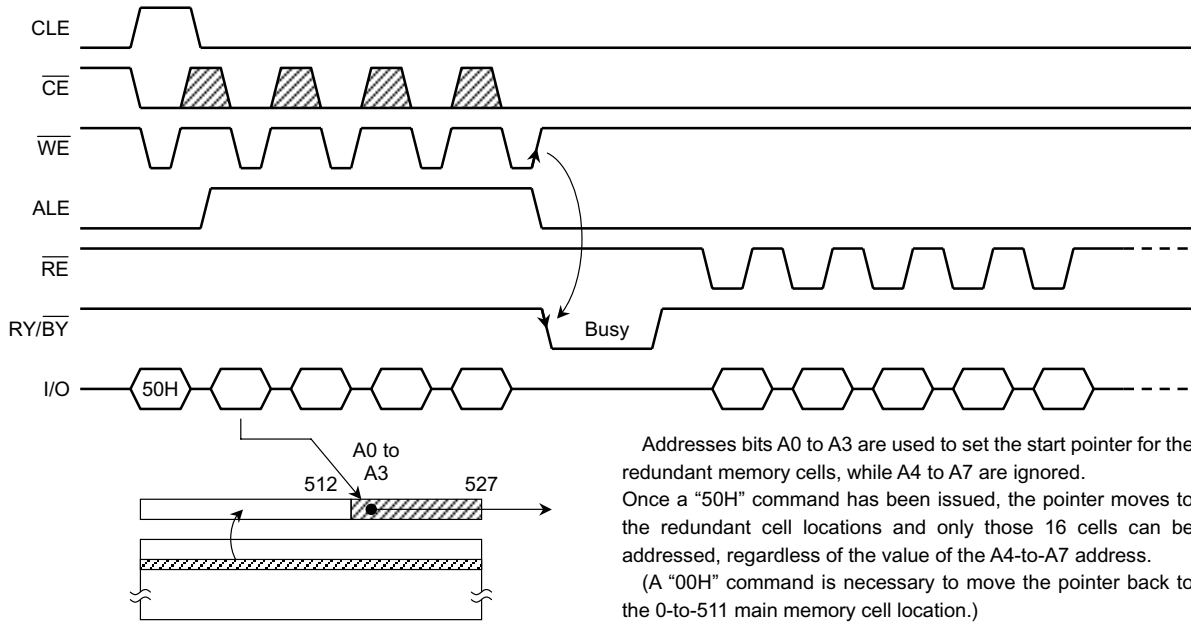 CLE
CE
WE
ALE
RE
RY/BY
Busy
I/O
50H
A0 to
A3
512
527
Addresses bits A0 to A3 are used to set the start pointer for the
redundant memory cells, while A4 to A7 are ignored.
Once a “50H” command has been issued, the pointer moves to
the redundant cell locations and only those 16 cells can be
addressed, regardless of the value of the A4-to-A7 address.
(A “00H” command is necessary to move the pointer back to
the 0-to-511 main memory cell location.)